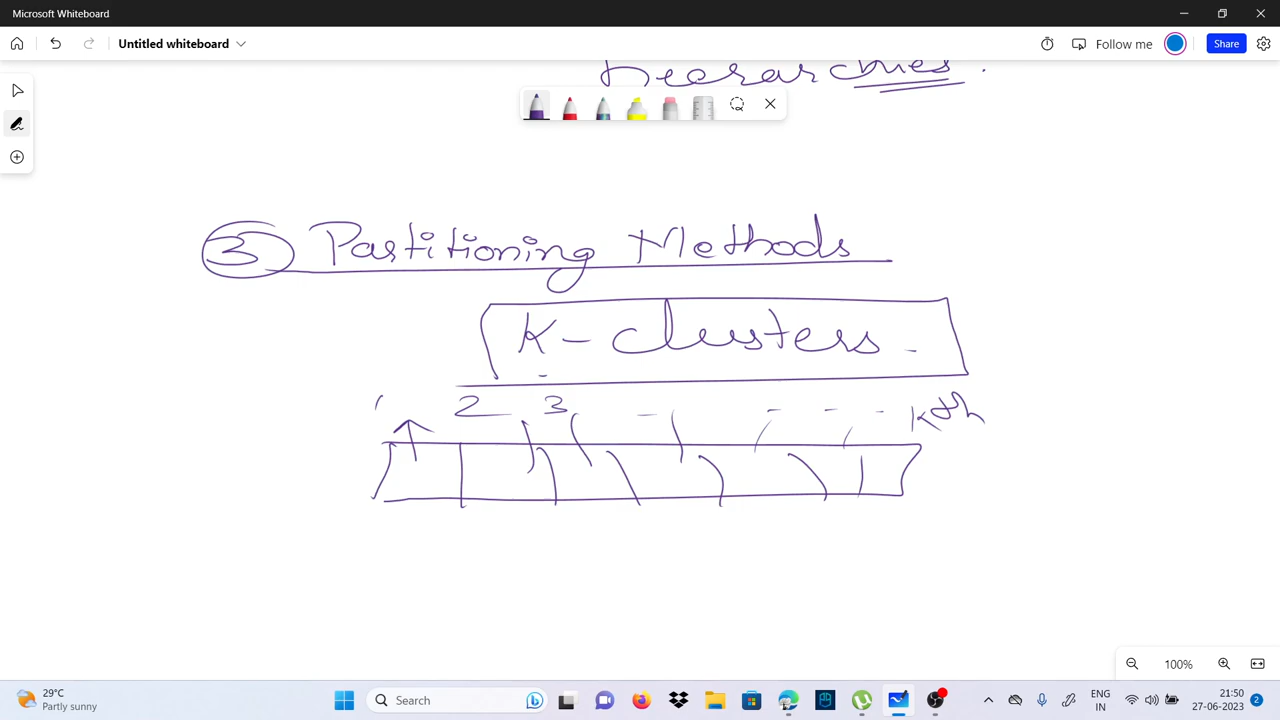 Microsoft Whiteboard
Untitled whiteboard
Follow me
Share
③ Partitioning Methods
K - clusters.
2 3 - - - - Kth
100%
29°C
Partly sunny
Search
ENG
IN
21:50
27-06-2023
2